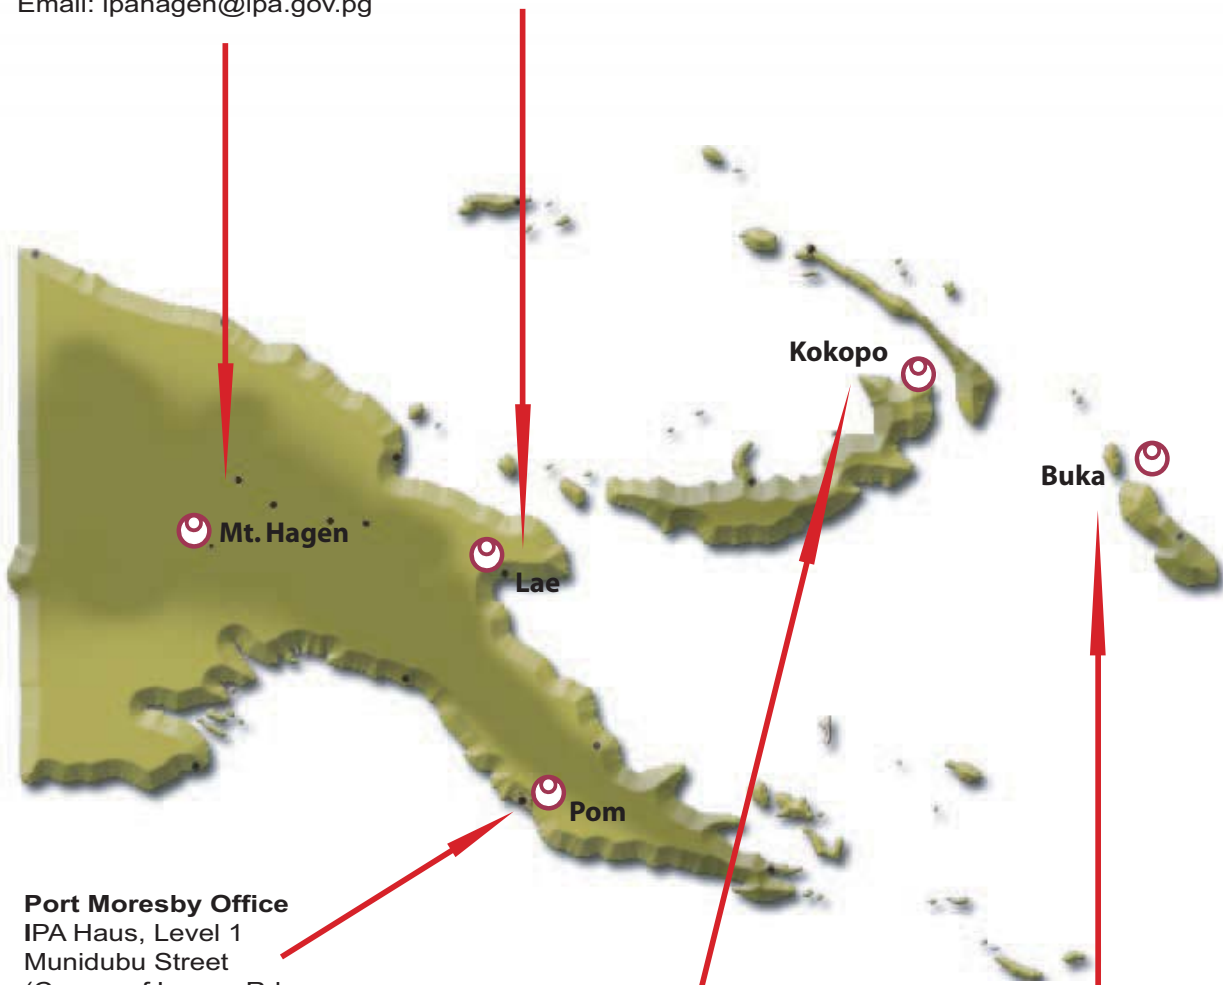 Email: ipahagen@ipa.gov.pg
Kokopo
Buka
Mt. Hagen
Lae
Pom
Port Moresby Office
IPA Haus, Level 1
Munidubu Street